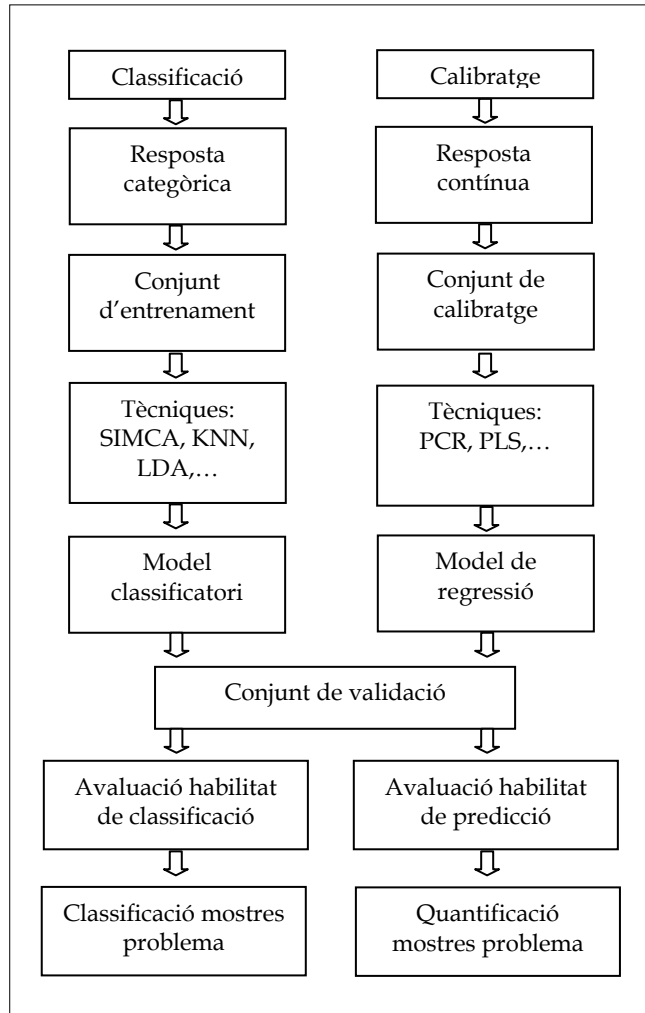 Classificació
Calibratge
Resposta
categòrica
Resposta
contínua
Conjunt
d'entrenament
Conjunt de
calibratge
Tècniques:
SIMCA, KNN,
LDA,...
Tècniques:
PCR, PLS,...
Model
classificatori
Model de
regressió
Conjunt de validació
Avaluació habilitat
de classificació
Avaluació habilitat
de predicció
Classificació mostres
problema
Quantificació
mostres problema